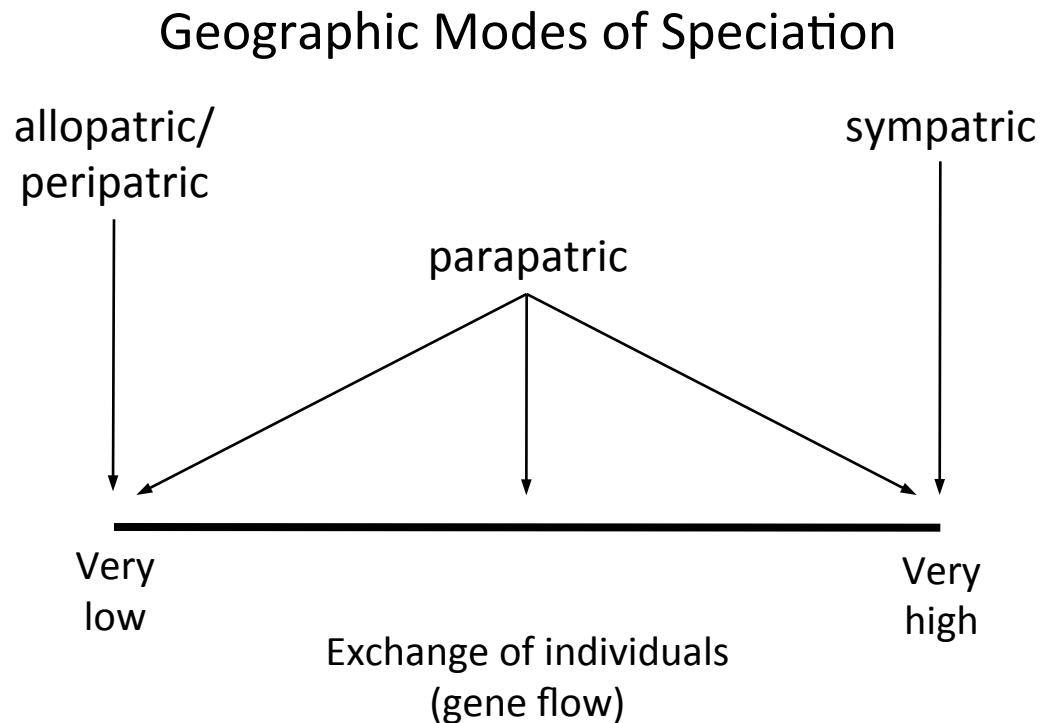 Geographic Modes of Speciation
allopatric/
peripatric
sympatric
parapatric
Very
low
Very
high
Exchange of individuals
(gene flow)